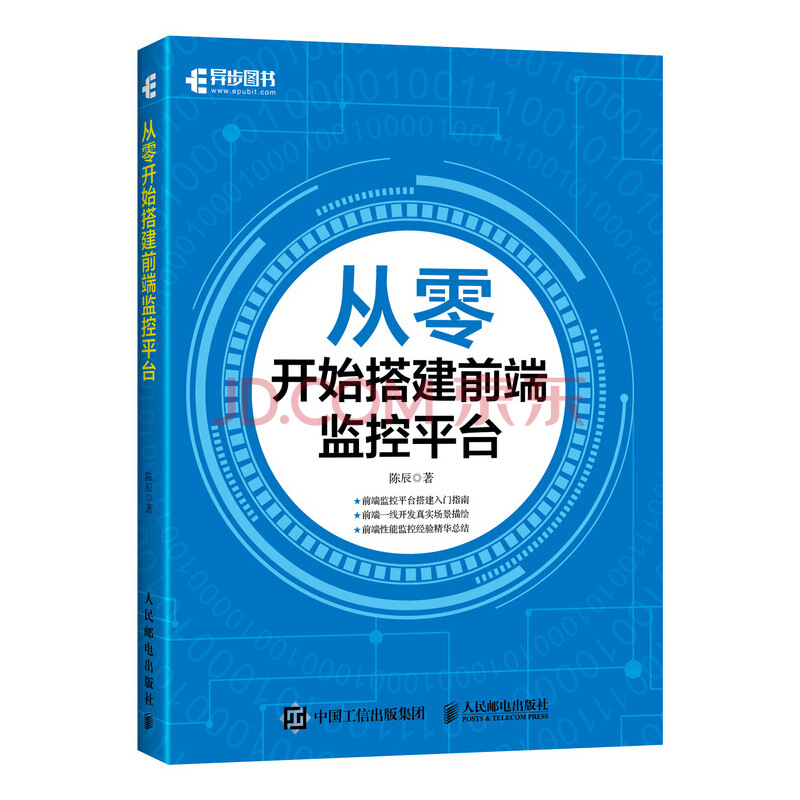 异步图书
www.epubit.com
从零开始搭建前端监控平台
陈辰◎著
人民邮电出版社
从零
开始搭建前端
监控平台
JD.COM 京东
陈辰◎著
★前端监控平台搭建入门指南
★前端一线开发真实场景描绘
★前端性能监控经验精华总结
中国工信出版集团
人民邮电出版社
POSTS & TELECOM PRESS